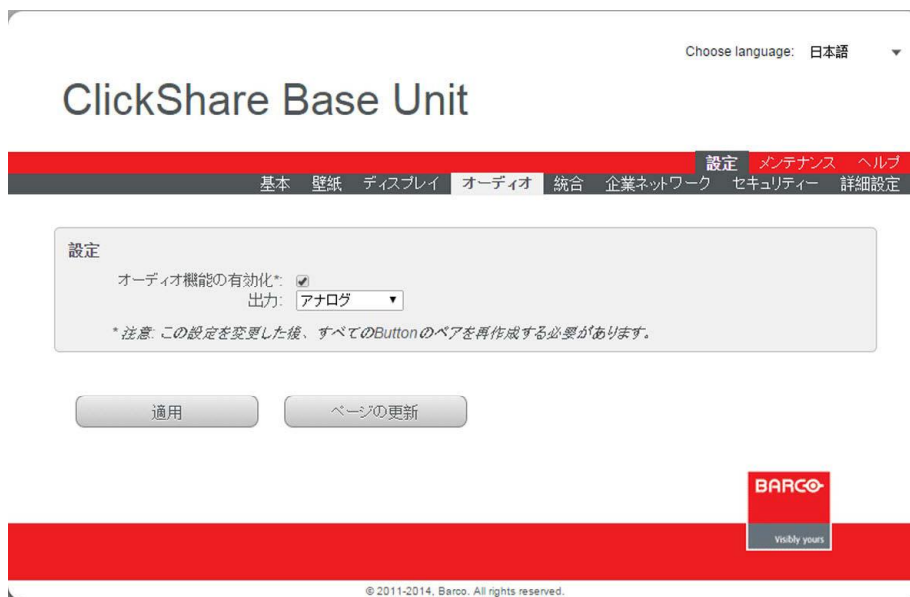 Choose language: 日本語
ClickShare Base Unit
設定 メンテナンス ヘルプ
基本 壁紙 ディスプレイ オーディオ 統合 企業ネットワーク セキュリティー 詳細設定
設定
オーディオ機能の有効化*:
出力: アナログ
* 注意: この設定を変更した後、すべてのButtonのペアを再作成する必要があります。
適用 ページの更新
BARCO
Visibly yours
© 2011-2014, Barco. All rights reserved.